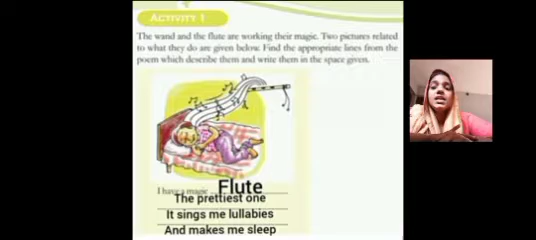 ACTIVITY 1
The wand and the flute are working their magic. Two pictures related
to what they do are given below. Find the appropriate lines from the
poem which describe them and write them in the space given.
I have a magic Flute
The prettiest one
It sings me lullabies
And makes me sleep